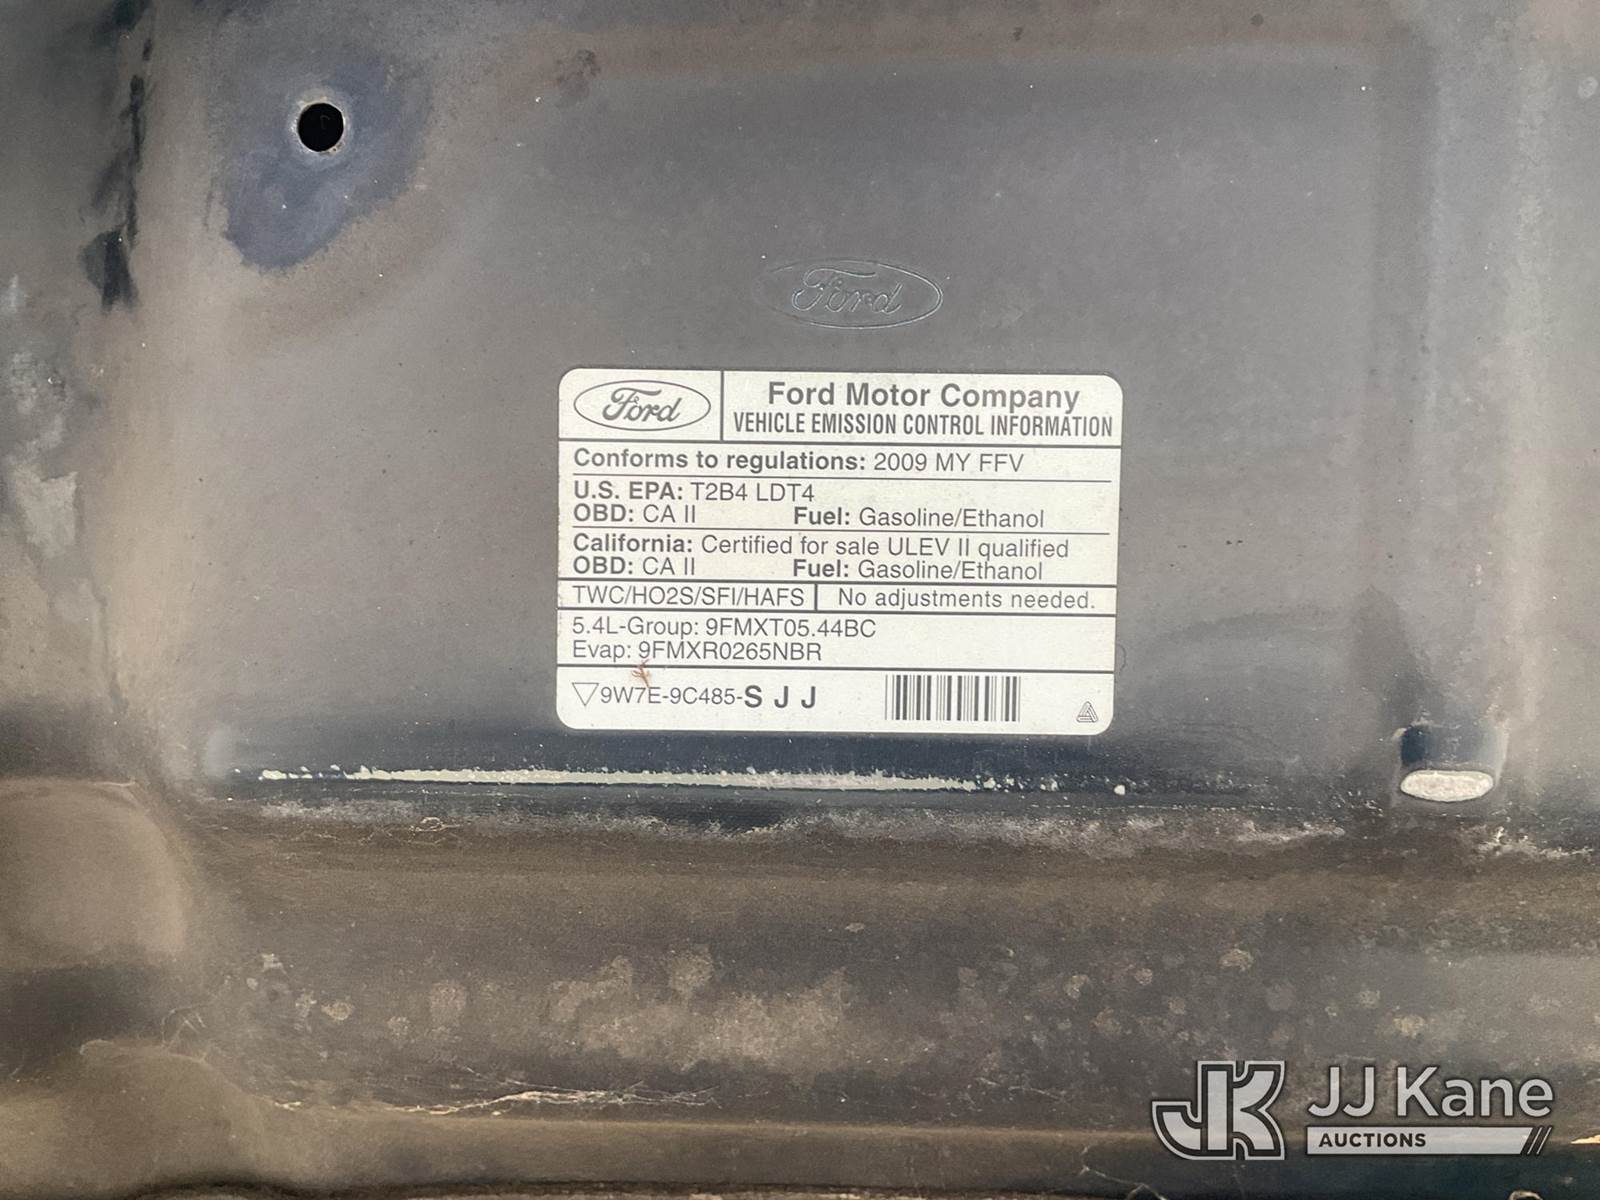 Ford
Ford
Ford Motor Company
VEHICLE EMISSION CONTROL INFORMATION
Conforms to regulations: 2009 MY FFV
U.S. EPA: T2B4 LDT4
OBD: CA II Fuel: Gasoline/Ethanol
California: Certified for sale ULEV II qualified
OBD: CA II Fuel: Gasoline/Ethanol
TWC/HO2S/SFI/HAFS No adjustments needed.
5.4L-Group: 9FMXT05.44BC
Evap: 9FMXR0265NBR
9W7E-9C485-S J J
JK JJ Kane
AUCTIONS